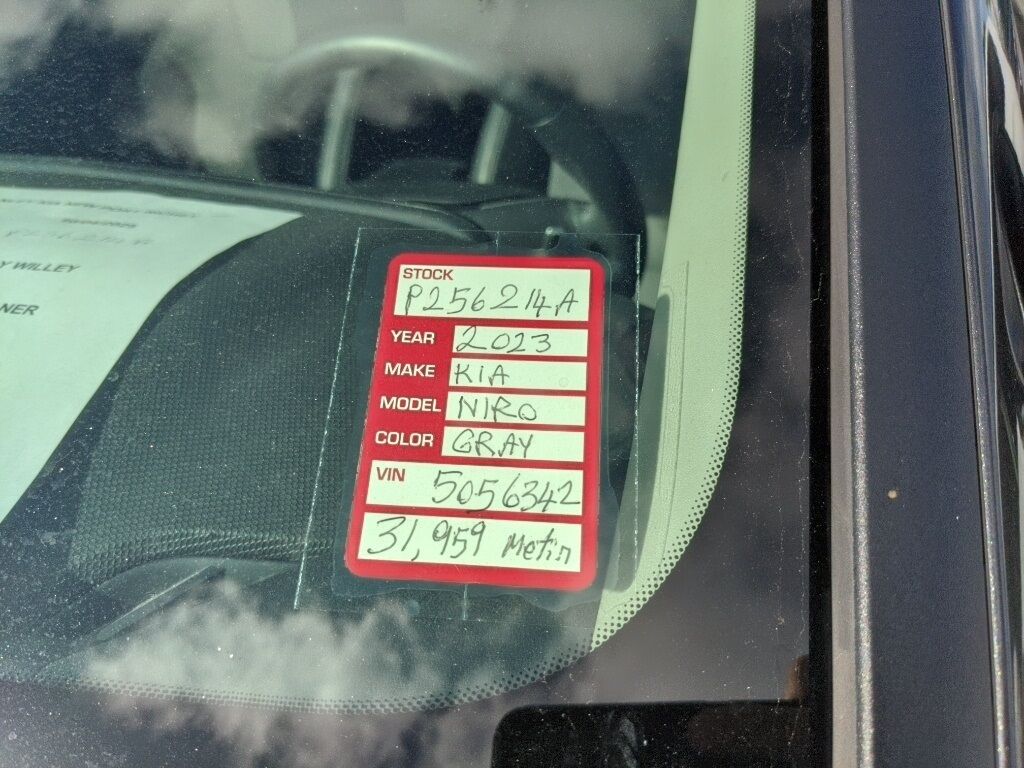 Y WILLEY
NER
STOCK
P256214A
YEAR 2023
MAKE KIA
MODEL NIRO
COLOR GRAY
VIN 5056342
31,959 Metin